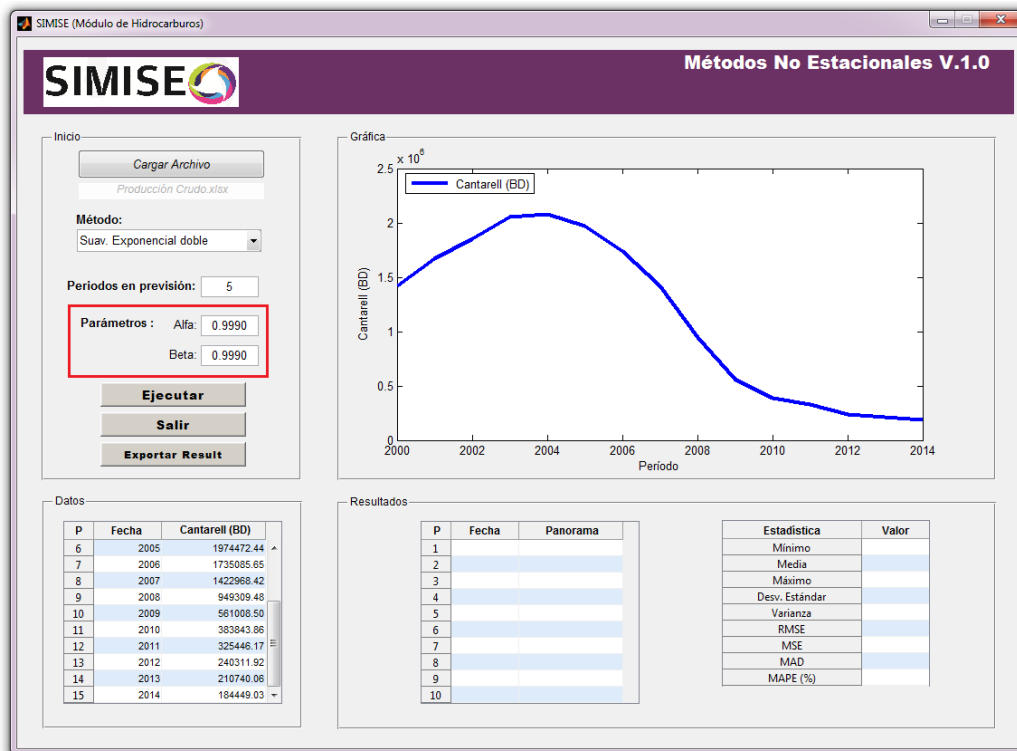 SIMISE (Módulo de Hidrocarburos)
SIMISE
Métodos No Estacionales V.1.0
Inicio
Cargar Archivo
Producción Crudo.xlsx
Método:
Suav. Exponencial doble
Periodos en previsión: 5
Parámetros : Alfa: 0.9990
Beta: 0.9990
Ejecutar
Salir
Exportar Result
Gráfica
x 10^6
2.5
2
1.5
1
0.5
0
Cantarell (BD)
Cantarell (BD)
2000 2002 2004 2006 2008 2010 2012 2014
Período
Datos
P Fecha Cantarell (BD)
6 2005 1974472.44
7 2006 1735085.65
8 2007 1422968.42
9 2008 949309.48
10 2009 561008.50
11 2010 383843.86
12 2011 325446.17
13 2012 240311.92
14 2013 210740.06
15 2014 184449.03
Resultados
P Fecha Panorama
1
2
3
4
5
6
7
8
9
10
Estadìstica Valor
Mínimo
Media
Máximo
Desv. Estándar
Varianza
RMSE
MSE
MAD
MAPE (%)